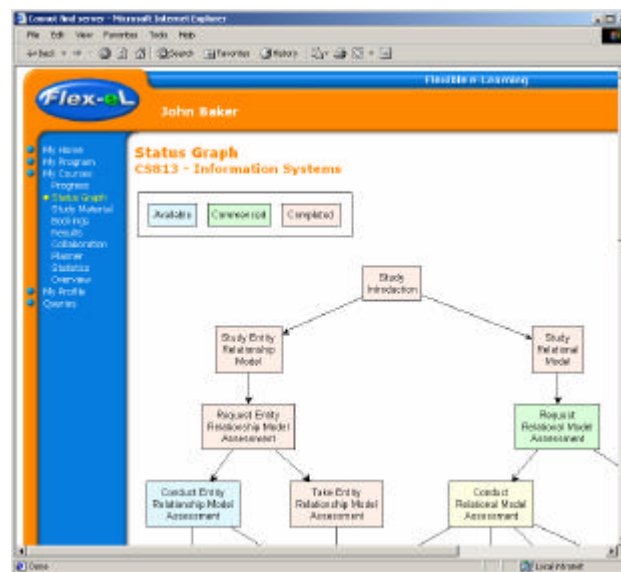 Cannot find server - Microsoft Internet Explorer
File Edit View Favorites Tools Help
Back Search Favorites History
Flexible e-Learning
Flex-eL
John Baker
My Home
My Program
My Courses
Progress
Status Graph
Study Material
Bookings
Results
Collaboration
Planner
Statistics
Overview
My Profile
Queries
Status Graph
CS813 - Information Systems
Available Commenced Completed
Study
Introduction
Study Entity
Relationship
Model
Study
Relational
Model
Request Entity
Relationship Model
Assessment
Request
Relational Model
Assessment
Conduct Entity
Relationship Model
Assessment
Take Entity
Relationship Model
Assessment
Conduct
Relational Model
Assessment
Done
Local intranet